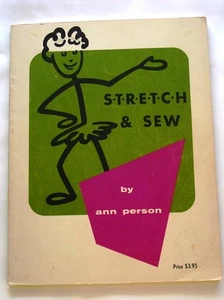 S·T·R·E·T·C·H
& SEW
by
ann person
Price $3.95